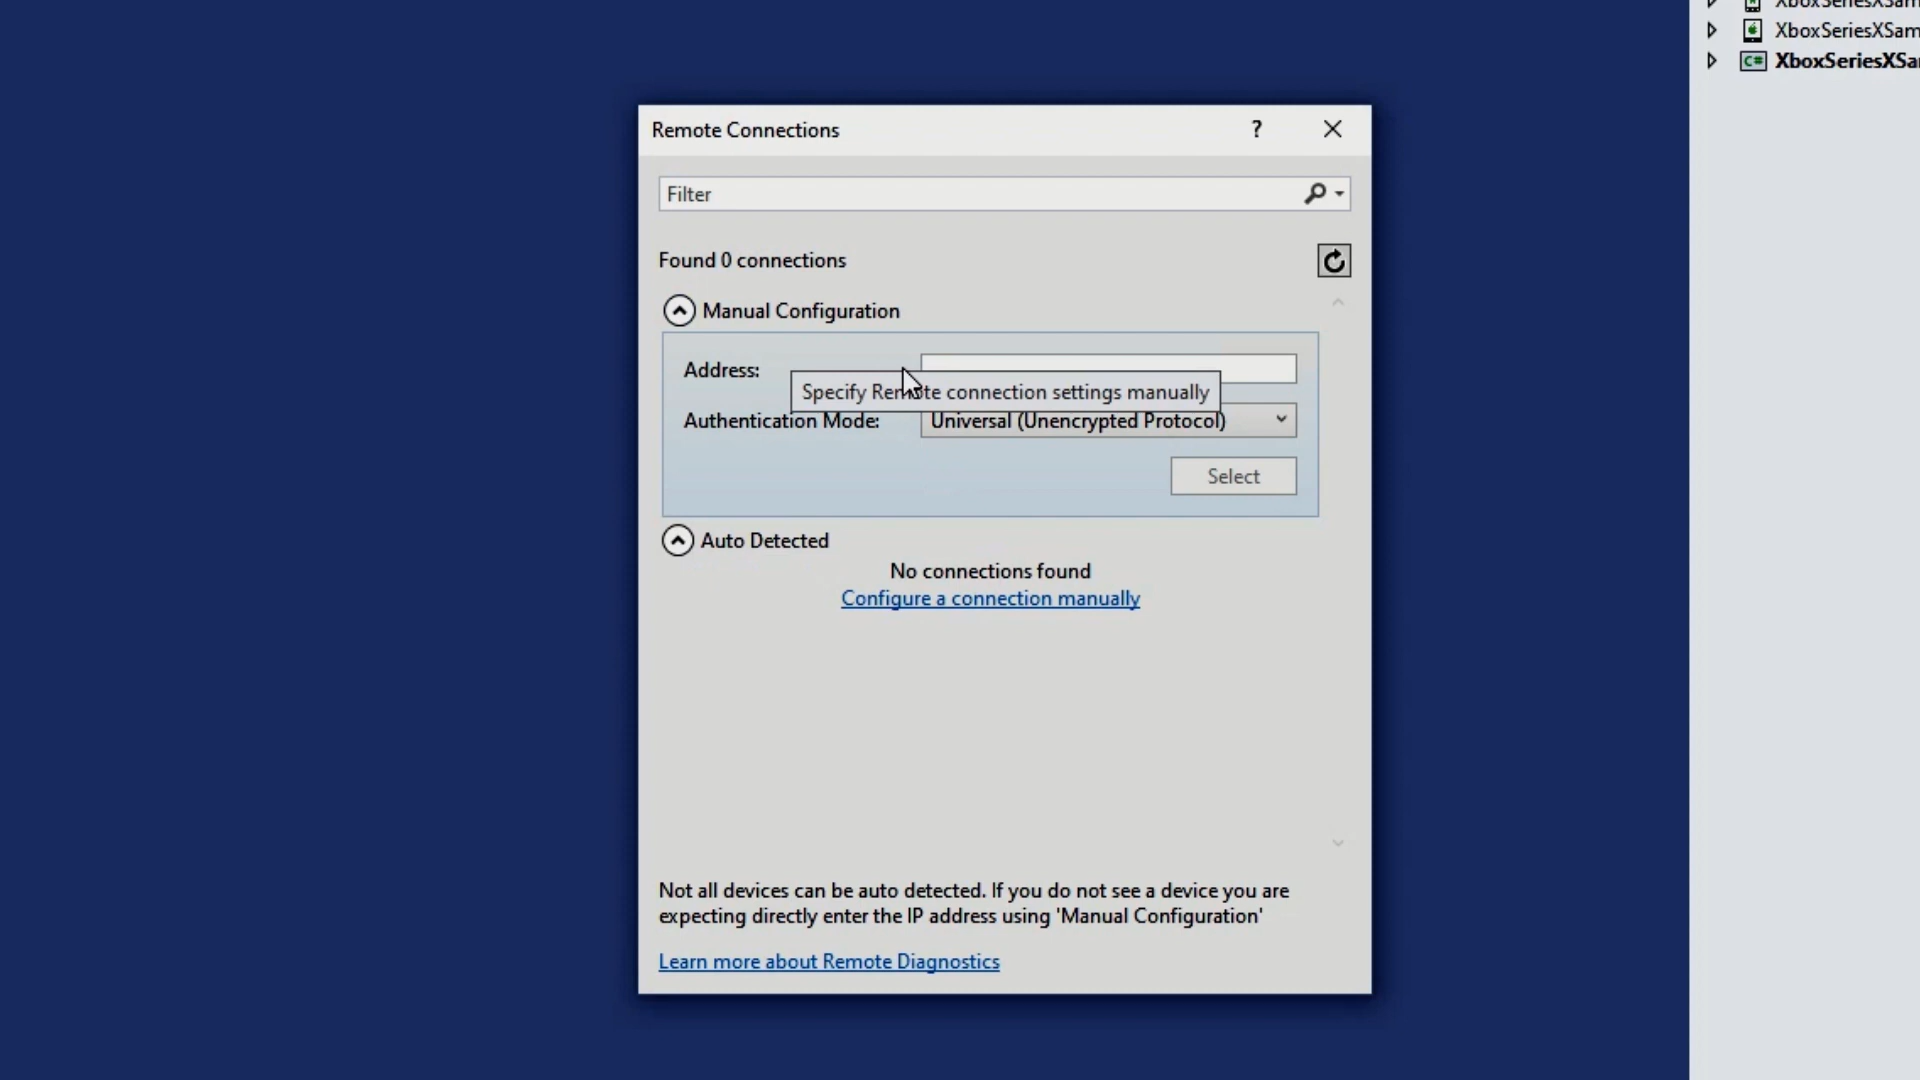 XboxSeriesXSam
XboxSeriesXSam
C# XboxSeriesXSa
Remote Connections ?
Filter
Found 0 connections
Manual Configuration
Address:
Specify Remote connection settings manually
Authentication Mode: Universal (Unencrypted Protocol)
Select
Auto Detected
No connections found
Configure a connection manually
Not all devices can be auto detected. If you do not see a device you are
expecting directly enter the IP address using 'Manual Configuration'
Learn more about Remote Diagnostics